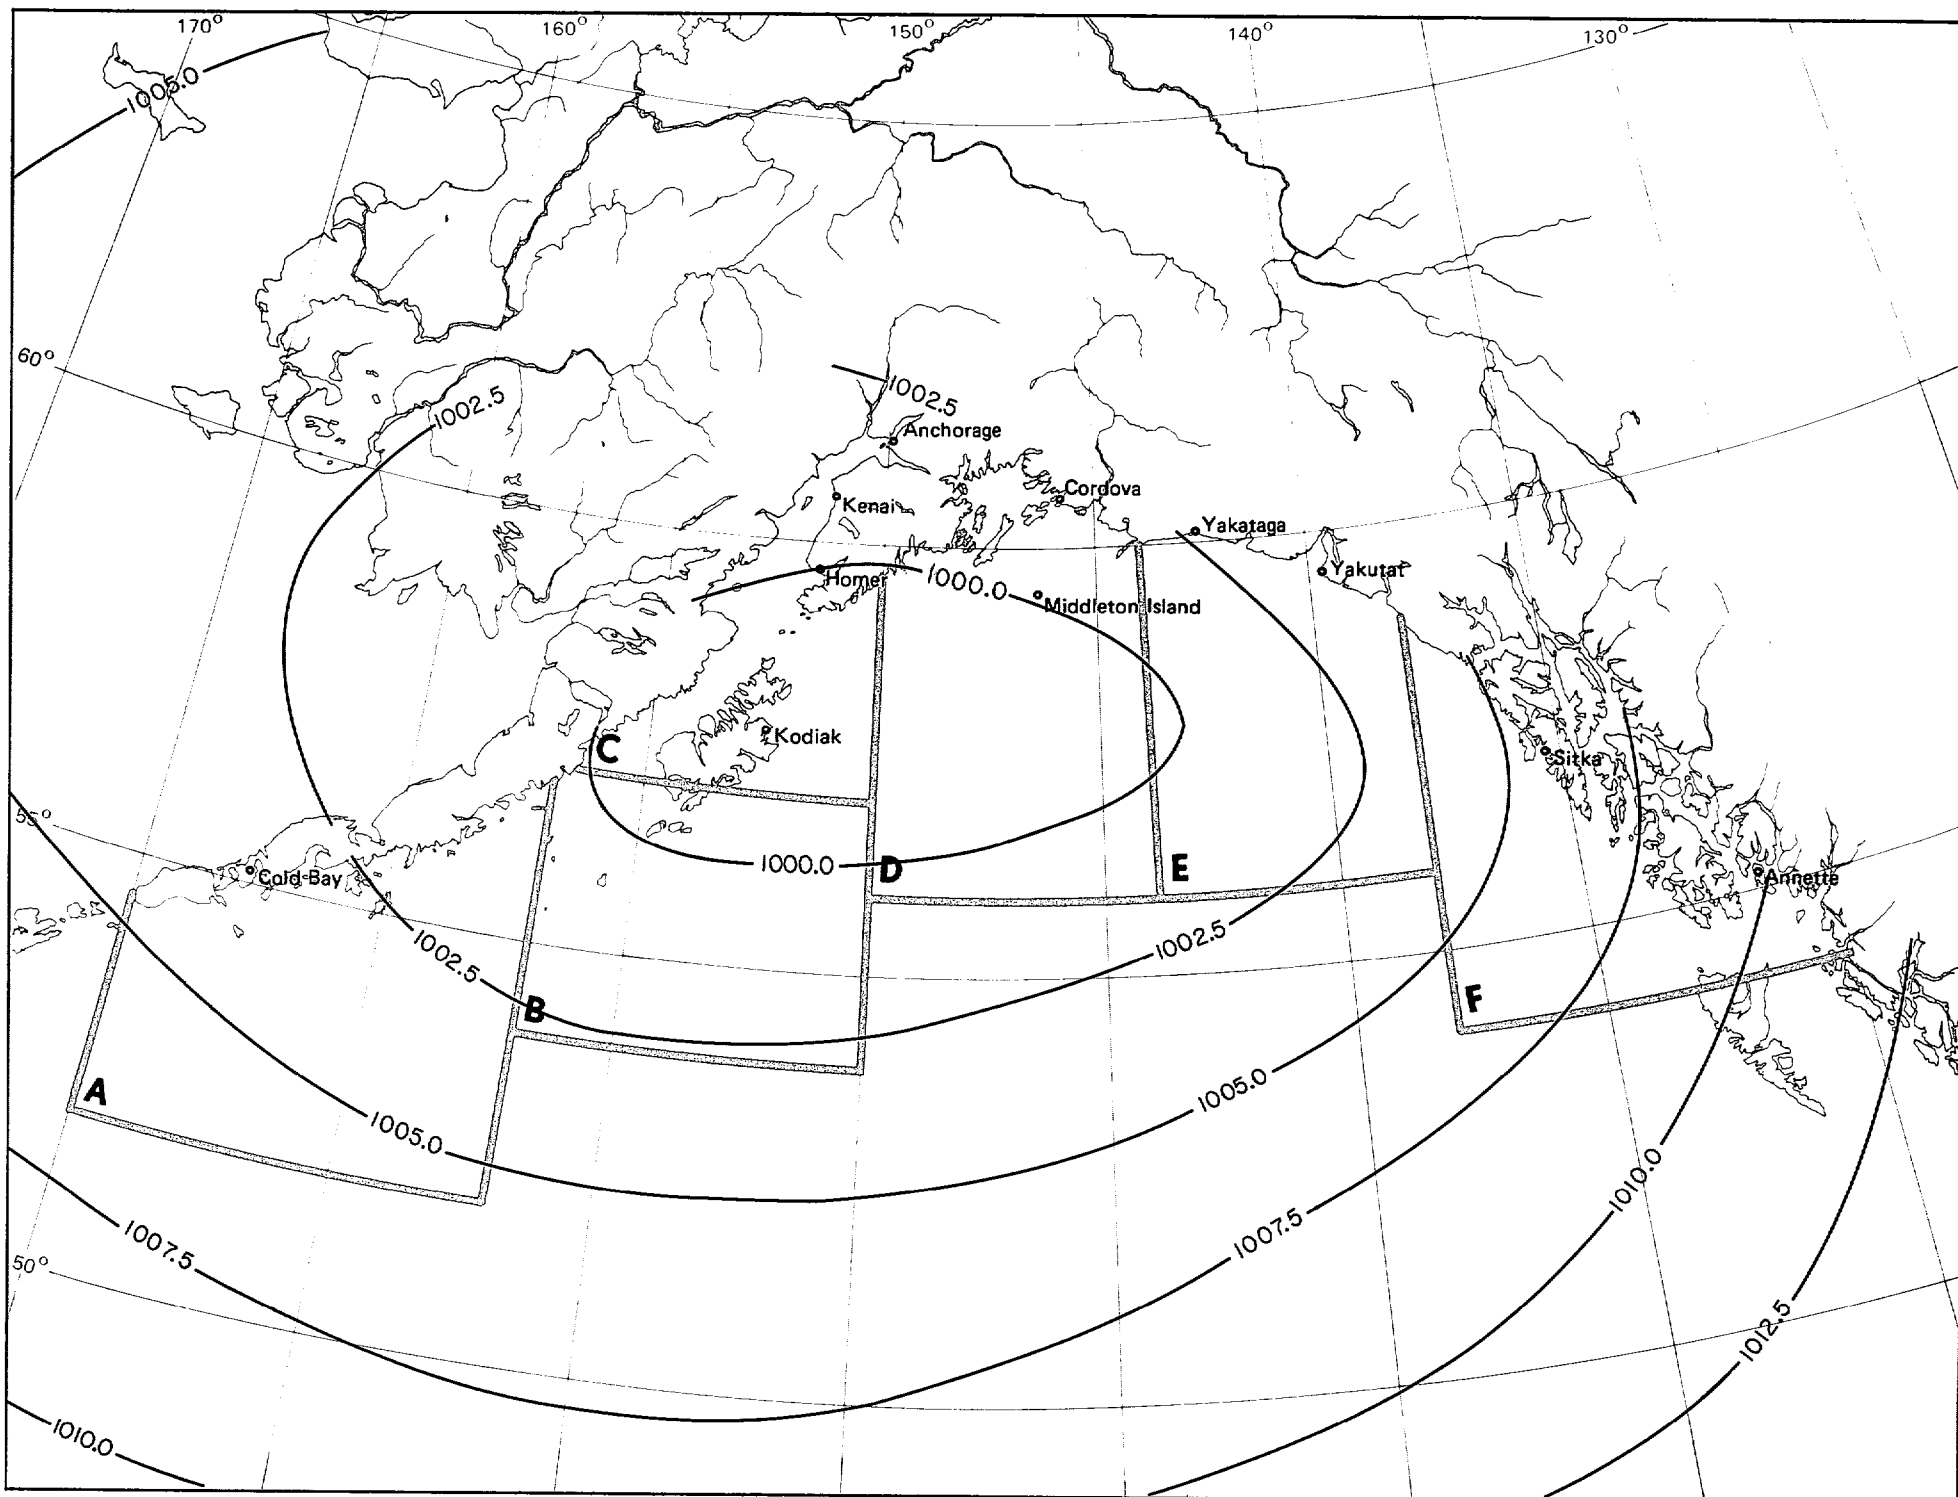 170°
160°
150°
140°
130°
1005.0
60°
1002.5
1002.5
Anchorage
Kenai
Cordova
Yakataga
Homer
1000.0
Yakutat
Middleton Island
C
Kodiak
Sitka
55°
Cold-Bay
1000.0
D
E
Annette
1002.5
1002.5
B
F
A
1005.0
1005.0
1010.0
1007.5
1007.5
50°
1012.5
1010.0